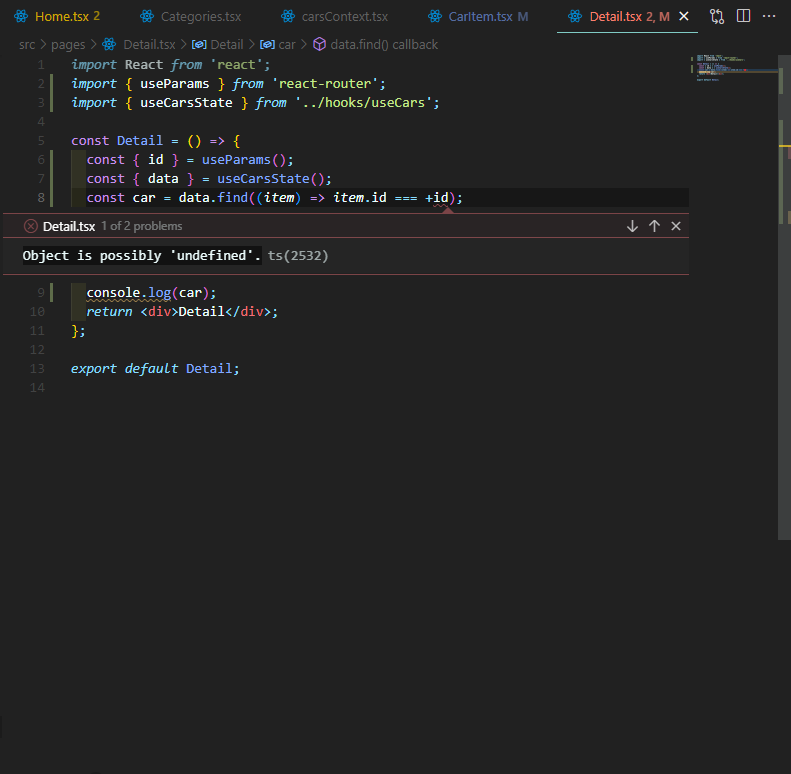 Home.tsx 2 Categories.tsx carsContext.tsx CarItem.tsx M Detail.tsx 2, M
src > pages > Detail.tsx > Detail > car > data.find() callback
1 import React from 'react';
2 import { useParams } from 'react-router';
3 import { useCarsState } from '../hooks/useCars';
4
5 const Detail = () => {
6 const { id } = useParams();
7 const { data } = useCarsState();
8 const car = data.find((item) => item.id === +id);
Detail.tsx 1 of 2 problems
Object is possibly 'undefined'. ts(2532)
9 console.log(car);
10 return <div>Detail</div>;
11 };
12
13 export default Detail;
14